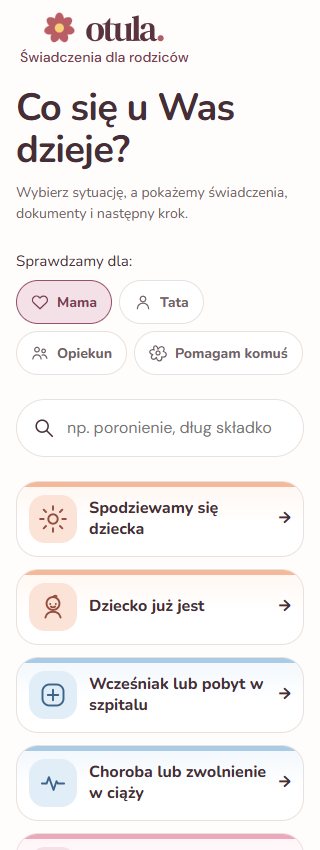 otula.
Świadczenia dla rodziców
Co się u Was
dzieje?
Wybierz sytuację, a pokażemy świadczenia,
dokumenty i następny krok.
Sprawdzamy dla:
Mama
Tata
Opiekun
Pomagam komuś
np. poronienie, dług składko
Spodziewamy się
dziecka
Dziecko już jest
Wcześniak lub pobyt w
szpitalu
Choroba lub zwolnienie
w ciąży